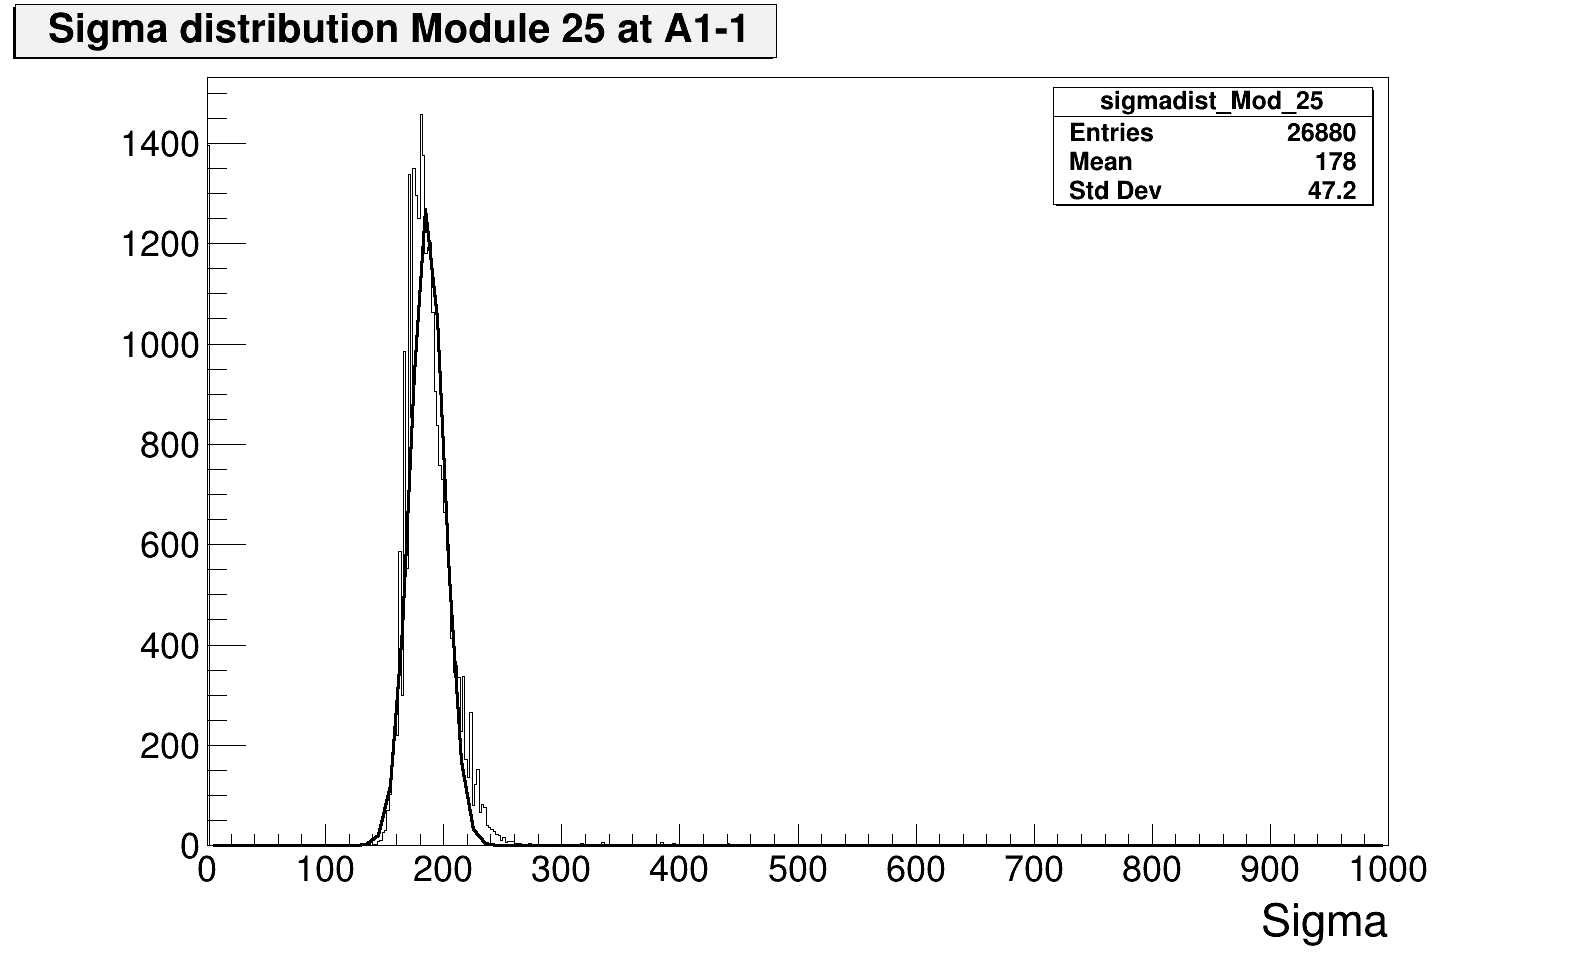 Sigma distribution Module 25 at A1-1
sigmadist_Mod_25
Entries 26880
Mean 178
Std Dev 47.2
1400
1200
1000
800
600
400
200
0
0 100 200 300 400 500 600 700 800 900 1000
Sigma